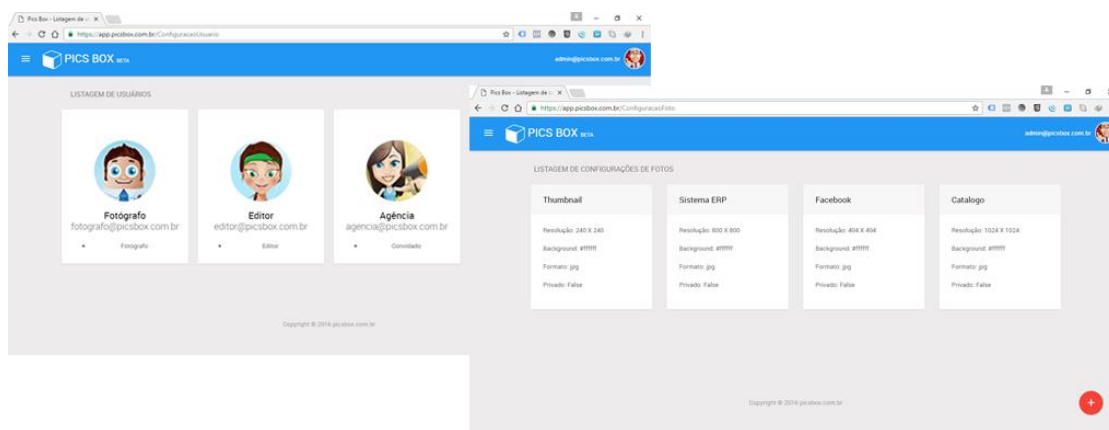 Pics Box - Listagem de u
https://app.picsbox.com.br/ConfiguracaoUsuario
PICS BOX BETA
admin@picsbox.com.br
LISTAGEM DE USUÁRIOS
Fotógrafo
fotografo@picsbox.com.br
Fotografo
Editor
editor@picsbox.com.br
Editor
Agência
agencia@picsbox.com.br
Convidado
Copyright © 2016 picsbox.com.br
Pics Box - Listagem de c
https://app.picsbox.com.br/ConfiguracaoFoto
PICS BOX BETA
admin@picsbox.com.br
LISTAGEM DE CONFIGURAÇÕES DE FOTOS
Thumbnail
Resolução: 240 X 240
Background: #ffffff
Formato: jpg
Privado: False
Sistema ERP
Resolução: 800 X 800
Background: #ffffff
Formato: jpg
Privado: False
Facebook
Resolução: 404 X 404
Background: #ffffff
Formato: jpg
Privado: False
Catalogo
Resolução: 1024 X 1024
Background: #ffffff
Formato: jpg
Privado: False
Copyright © 2016 picsbox.com.br